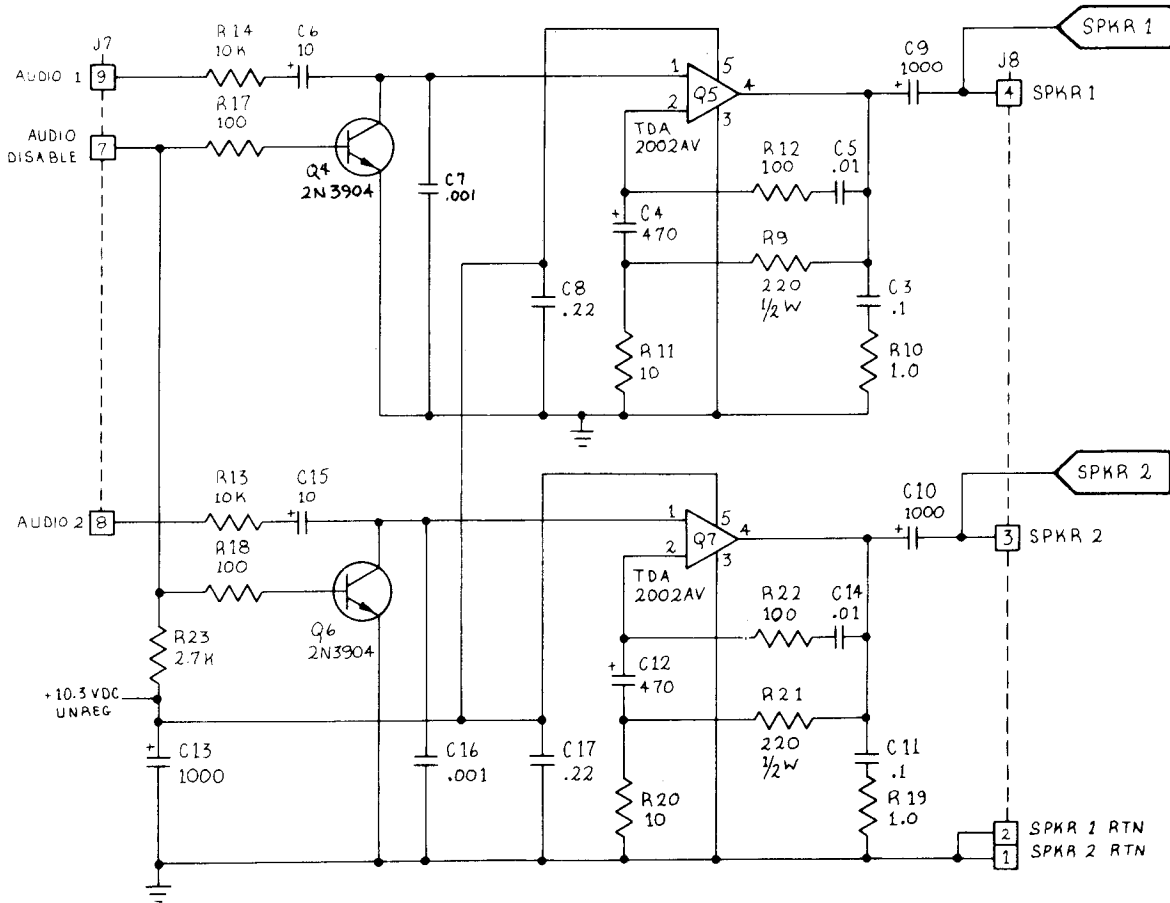 SPKR 1
J7
R14
10K
C6
10
+
AUDIO 1
9
R17
100
AUDIO
DISABLE
7
Q4
2N3904
C7
.001
1
2
5
Q5
4
3
TDA
2002AV
C9
1000
+
J8
4
SPKR1
R12
100
C5
.01
+
C4
470
R9
220
1/2 W
C8
.22
C3
.1
R11
10
R10
1.0
SPKR 2
R13
10K
C15
10
+
AUDIO 2
8
R18
100
Q6
2N3904
1
2
5
Q7
4
3
TDA
2002AV
C10
1000
+
3
SPKR 2
R23
2.7K
R22
100
C14
.01
+10.3 VDC
UNREG
+
C12
470
R21
220
1/2 W
+
C13
1000
C16
.001
C17
.22
C11
.1
R20
10
R19
1.0
2
SPKR 1 RTN
1
SPKR 2 RTN